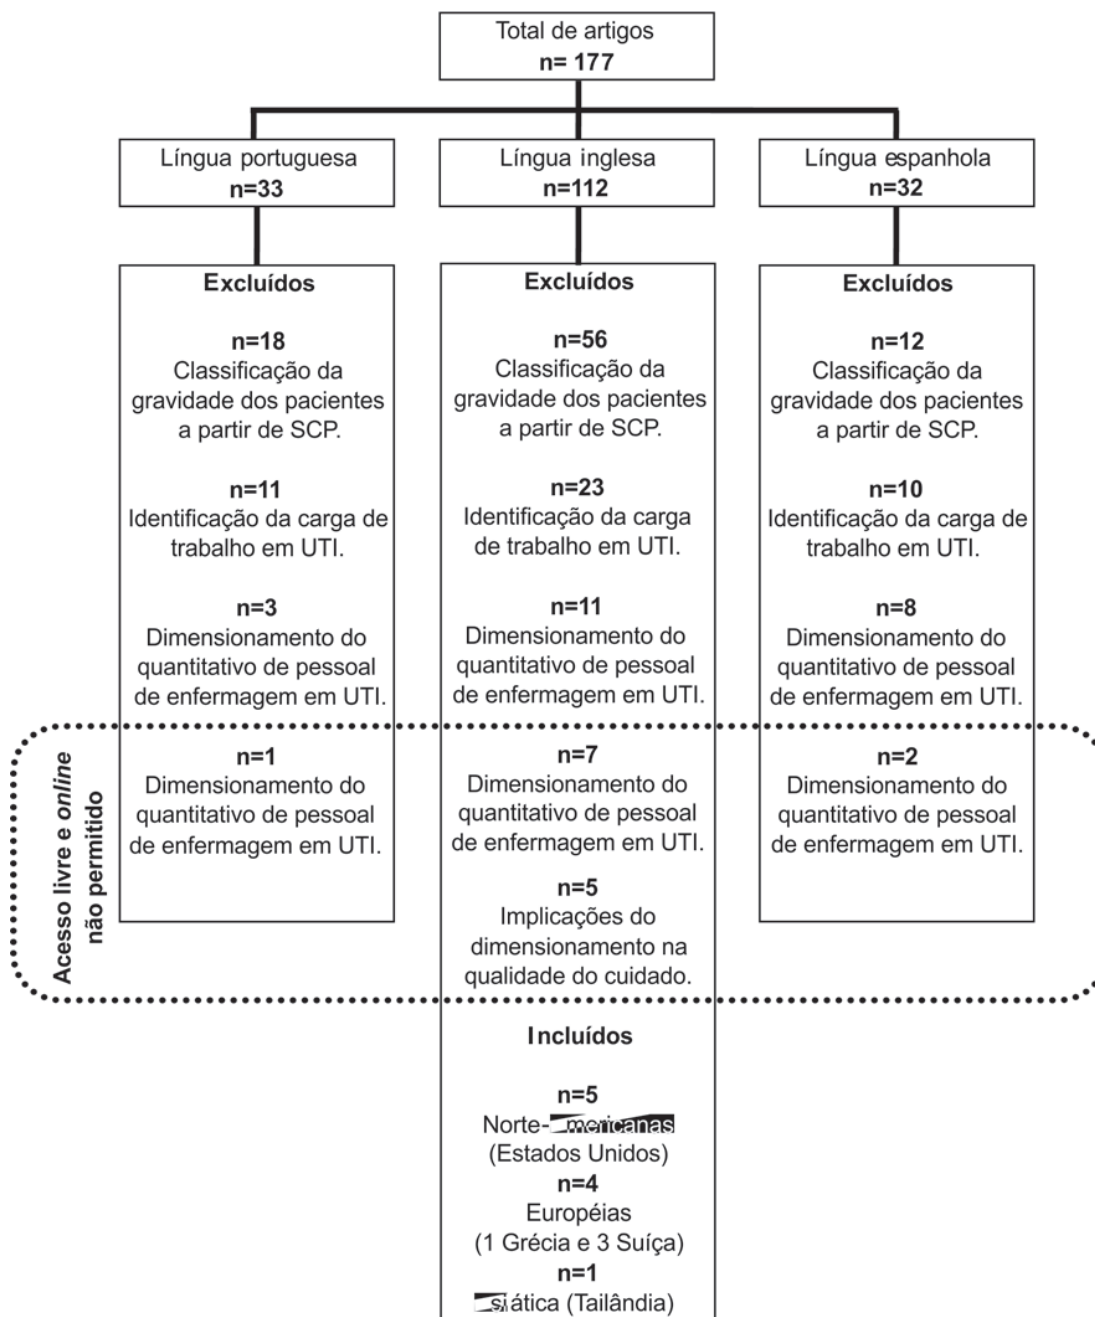 Total de artigos
n= 177
Língua portuguesa
n=33
Língua inglesa
n=112
Língua espanhola
n=32
Excluídos
n=18
Classificação da
gravidade dos pacientes
a partir de SCP.
n=11
Identificação da carga de
trabalho em UTI.
n=3
Dimensionamento do
quantitativo de pessoal
de enfermagem em UTI.
n=1
Dimensionamento do
quantitativo de pessoal
de enfermagem em UTI.
Excluídos
n=56
Classificação da
gravidade dos pacientes
a partir de SCP.
n=23
Identificação da carga
de trabalho em UTI.
n=11
Dimensionamento do
quantitativo de pessoal
de enfermagem em UTI.
n=7
Dimensionamento do
quantitativo de pessoal
de enfermagem em UTI.
n=5
Implicações do
dimensionamento na
qualidade do cuidado.
Incluídos
n=5
Norte-mericanas
(Estados Unidos)
n=4
Européias
(1 Grécia e 3 Suíça)
n=1
(Tailândia)
Excluídos
n=12
Classificação da
gravidade dos pacientes
a partir de SCP.
n=10
Identificação da carga de
trabalho em UTI.
n=8
Dimensionamento do
quantitativo de pessoal
de enfermagem em UTI.
n=2
Dimensionamento do
quantitativo de pessoal
de enfermagem em UTI.
Acesso livre e online
não permitido